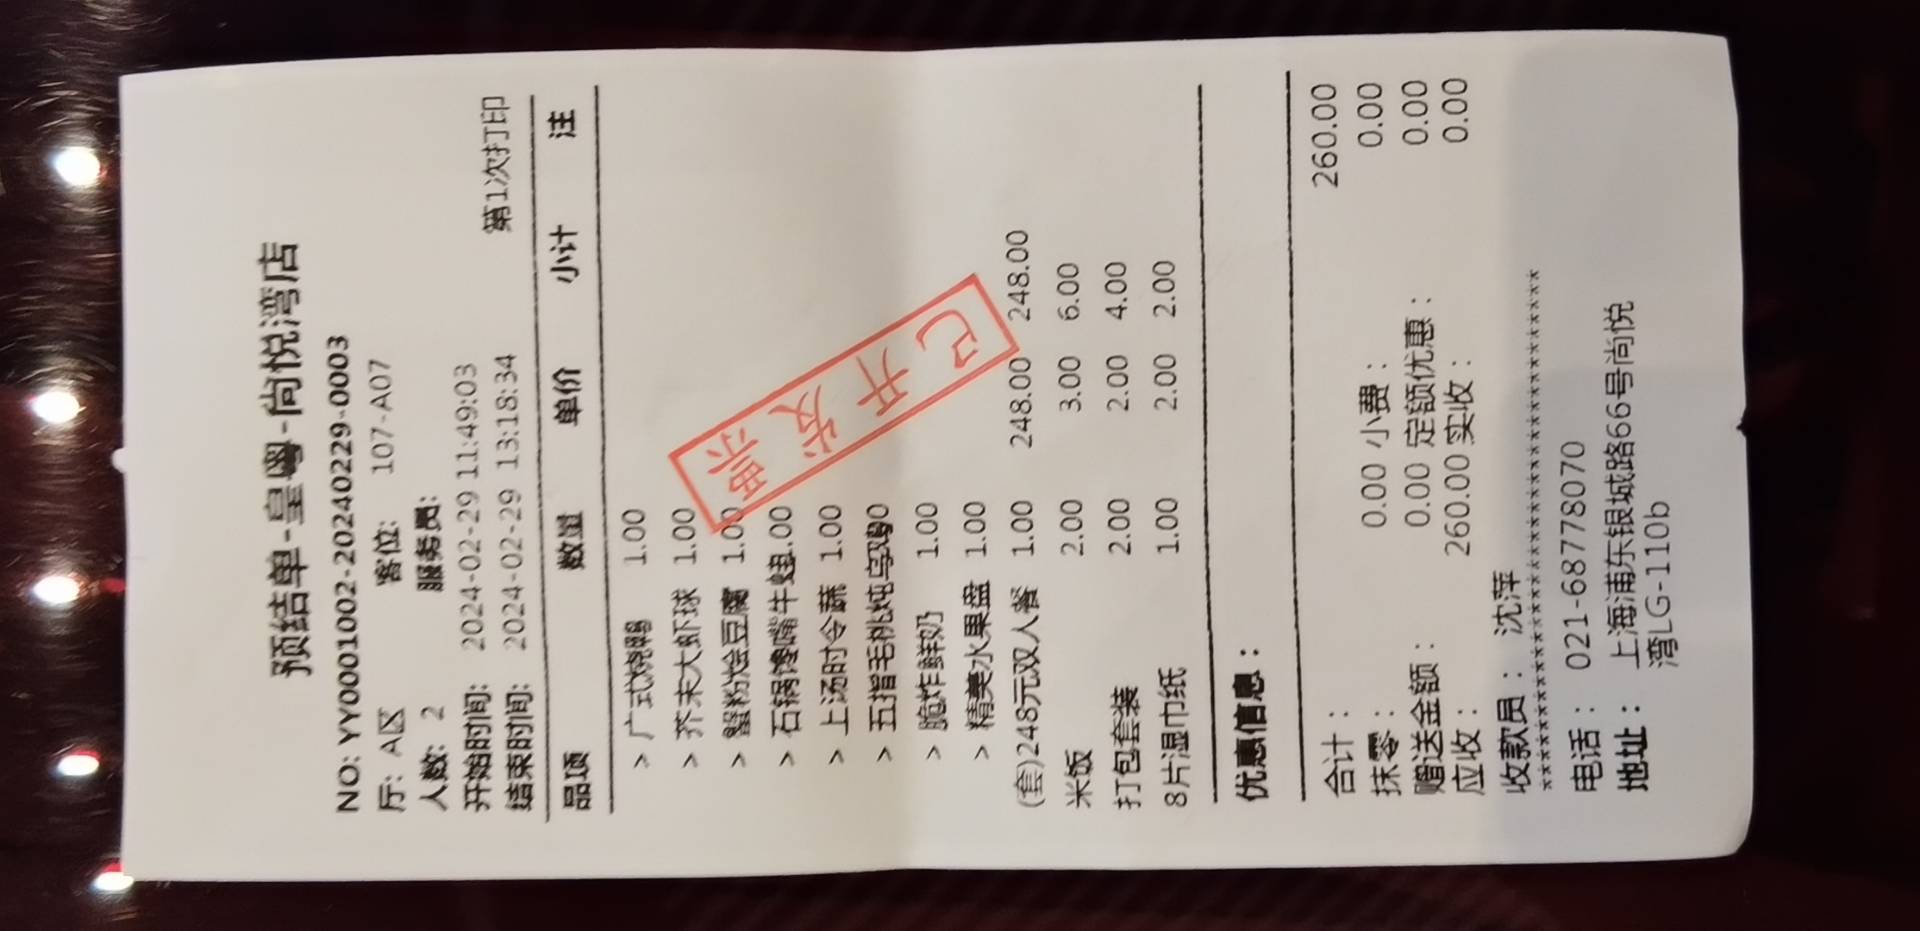 预结单-皇粤-尚悦湾店
NO: YY0001002-20240229-0003
厅: A区 客位: 107-A07
人数: 2 服务员:
开始时间: 2024-02-29 11:49:03
结束时间: 2024-02-29 13:18:34 第1次打印
品项 数量 单价 小计 注
> 广式烧鸭 1.00
> 芥末大虾球 1.00
> 蟹粉烩豆腐 1.00
> 石锅馋嘴牛蛙1.00
> 上汤时令蔬 1.00
> 五指毛桃炖乌鸡
> 脆炸鲜奶 1.00
> 精美水果盘 1.00
(套)248元双人餐 1.00 248.00 248.00
米饭 2.00 3.00 6.00
打包套装 2.00 2.00 4.00
8片湿巾纸 1.00 2.00 2.00
已开发票
优惠信息：
合计： 260.00
抹零： 0.00 小费： 0.00
赠送金额： 0.00 定额优惠： 0.00
应收： 260.00 实收： 0.00
收款员： 沈萍
电话： 021-68778070
地址： 上海浦东银城路66号尚悦
湾LG-110b